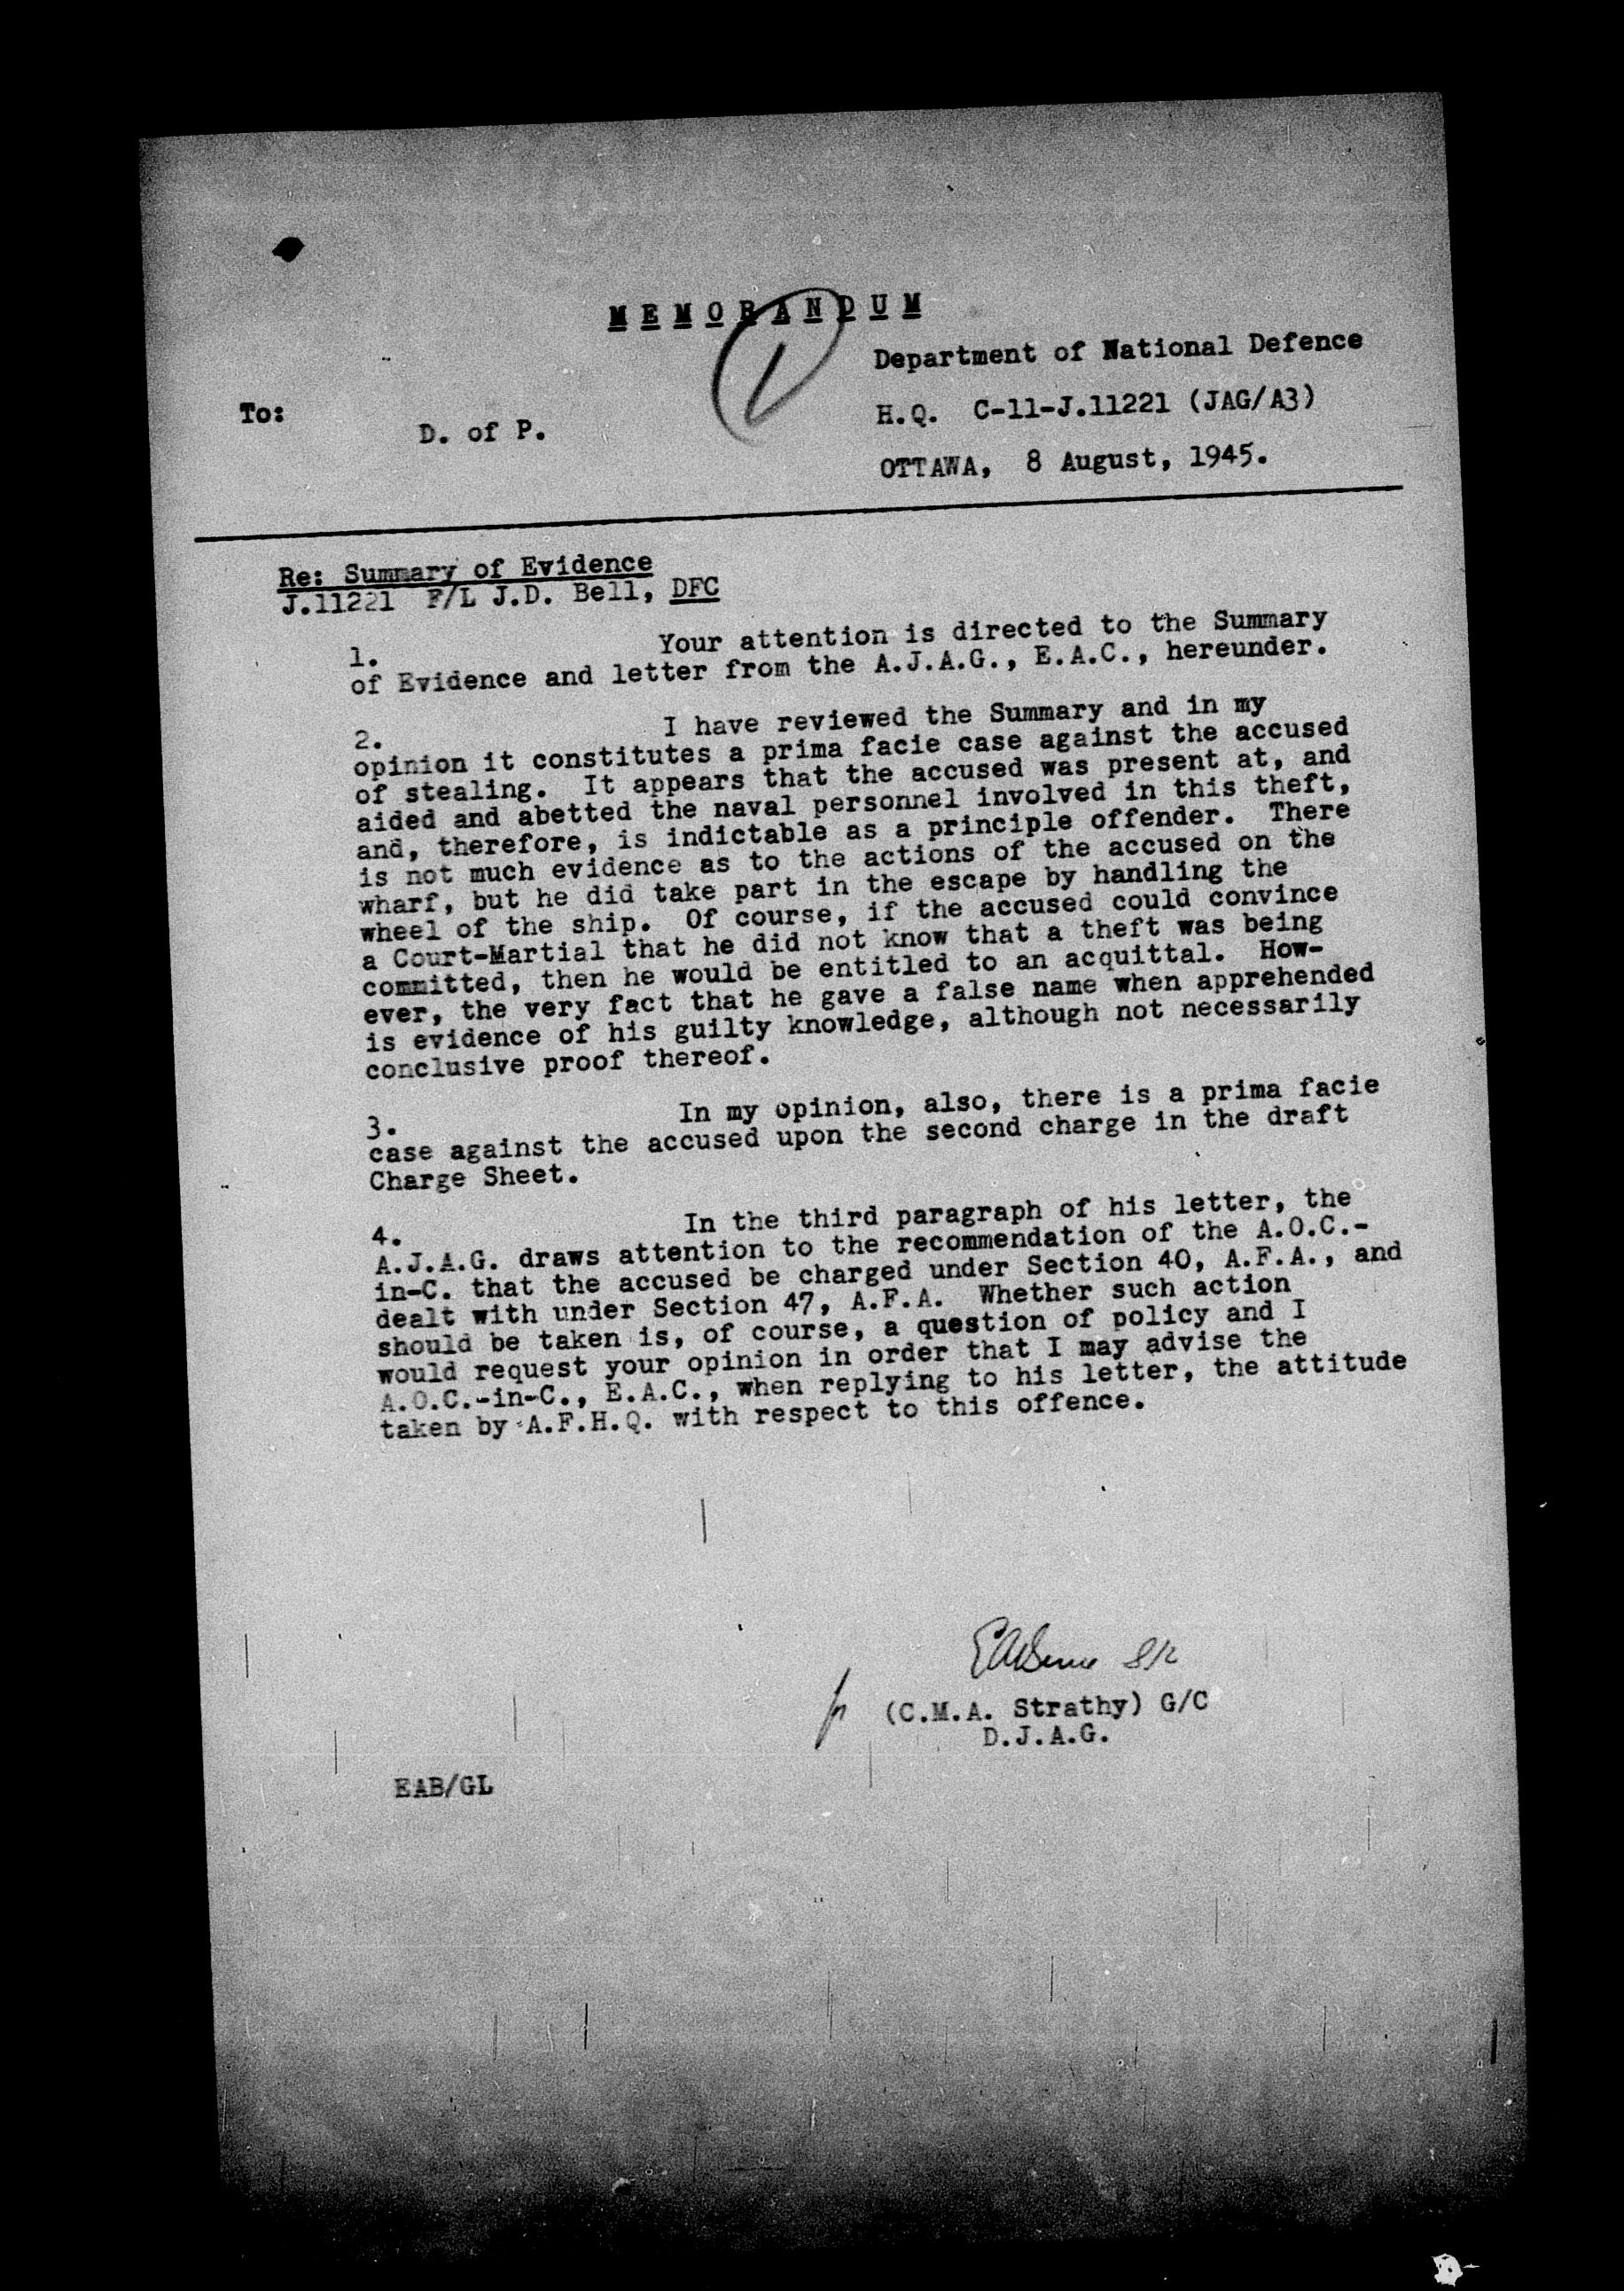 MEMORANDUM
1
Department of National Defence
To:
D. of P.
H.Q. C-11-J.11221 (JAG/A3)
OTTAWA, 8 August, 1945.
Re: Summary of Evidence
J.11221 F/L J.D. Bell, DFC
1. Your attention is directed to the Summary
of Evidence and letter from the A.J.A.G., E.A.C., hereunder.
2. I have reviewed the Summary and in my
opinion it constitutes a prima facie case against the accused
of stealing. It appears that the accused was present at, and
aided and abetted the naval personnel involved in this theft,
and, therefore, is indictable as a principle offender. There
is not much evidence as to the actions of the accused on the
wharf, but he did take part in the escape by handling the
wheel of the ship. Of course, if the accused could convince
a Court-Martial that he did not know that a theft was being
committed, then he would be entitled to an acquittal. How-
ever, the very fact that he gave a false name when apprehended
is evidence of his guilty knowledge, although not necessarily
conclusive proof thereof.
3. In my opinion, also, there is a prima facie
case against the accused upon the second charge in the draft
Charge Sheet.
4. In the third paragraph of his letter, the
A.J.A.G. draws attention to the recommendation of the A.O.C.-
in-C. that the accused be charged under Section 40, A.F.A., and
dealt with under Section 47, A.F.A. Whether such action
should be taken is, of course, a question of policy and I
would request your opinion in order that I may advise the
A.O.C.-in-C., E.A.C., when replying to his letter, the attitude
taken by A.F.H.Q. with respect to this offence.
(C.M.A. Strathy) G/C
D.J.A.G.
EAB/GL